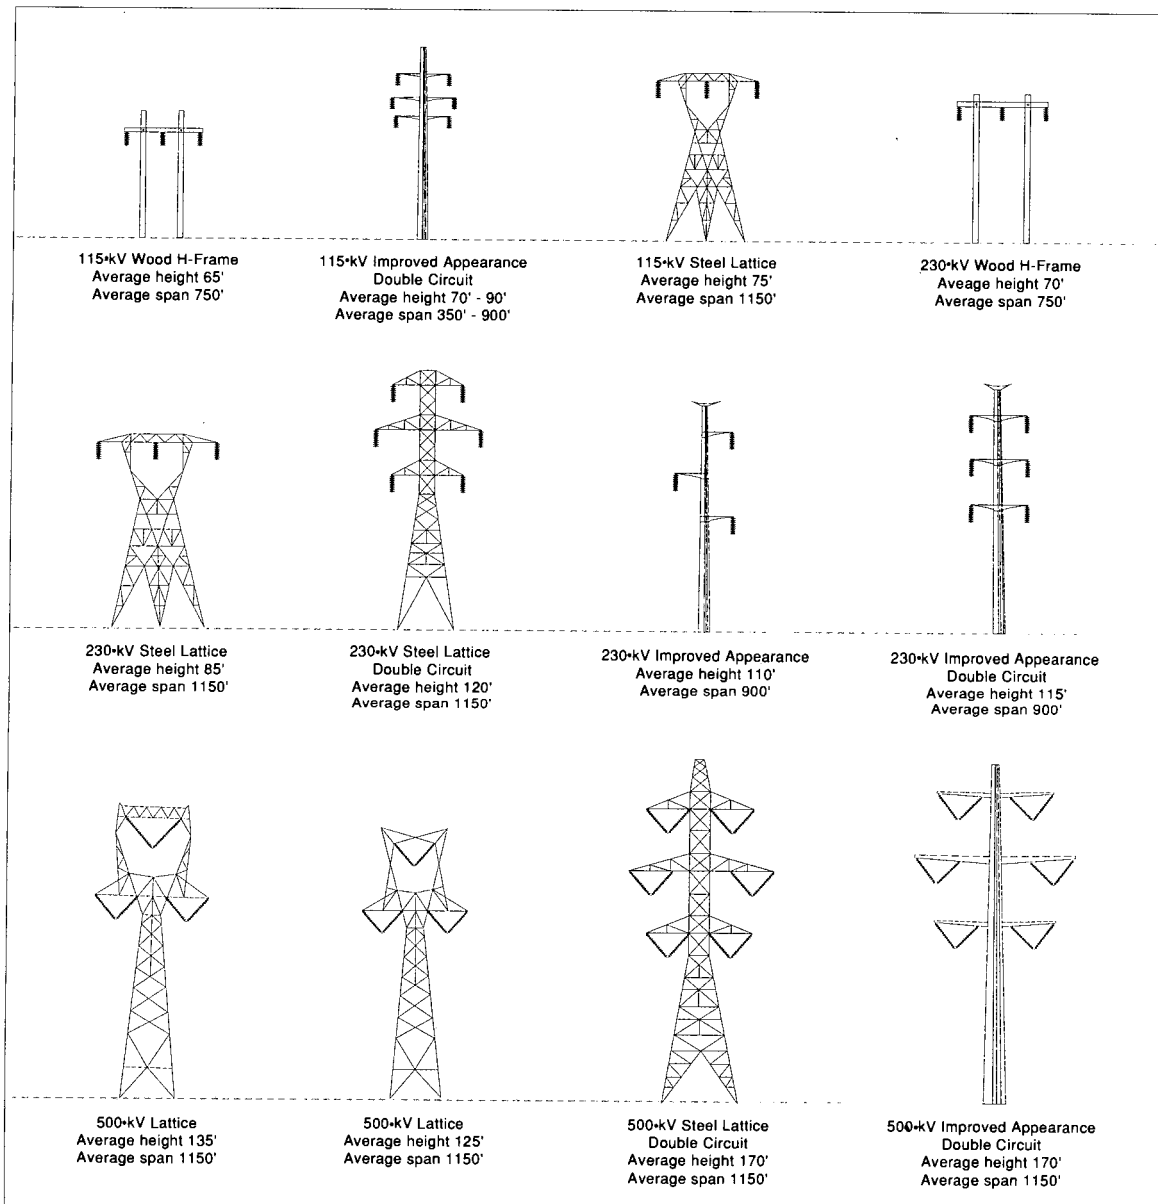 115•kV Wood H-Frame
Average height 65'
Average span 750'
115•kV Improved Appearance
Double Circuit
Average height 70' - 90'
Average span 350' - 900'
115•kV Steel Lattice
Average height 75'
Average span 1150'
230•kV Wood H-Frame
Aveage height 70'
Average span 750'
230•kV Steel Lattice
Average height 85'
Average span 1150'
230•kV Steel Lattice
Double Circuit
Average height 120'
Average span 1150'
230•kV Improved Appearance
Average height 110'
Average span 900'
230•kV Improved Appearance
Double Circuit
Average height 115'
Average span 900'
500•kV Lattice
Average height 135'
Average span 1150'
500•kV Lattice
Average height 125'
Average span 1150'
500•kV Steel Lattice
Double Circuit
Average height 170'
Average span 1150'
500•kV Improved Appearance
Double Circuit
Average height 170'
Average span 1150'